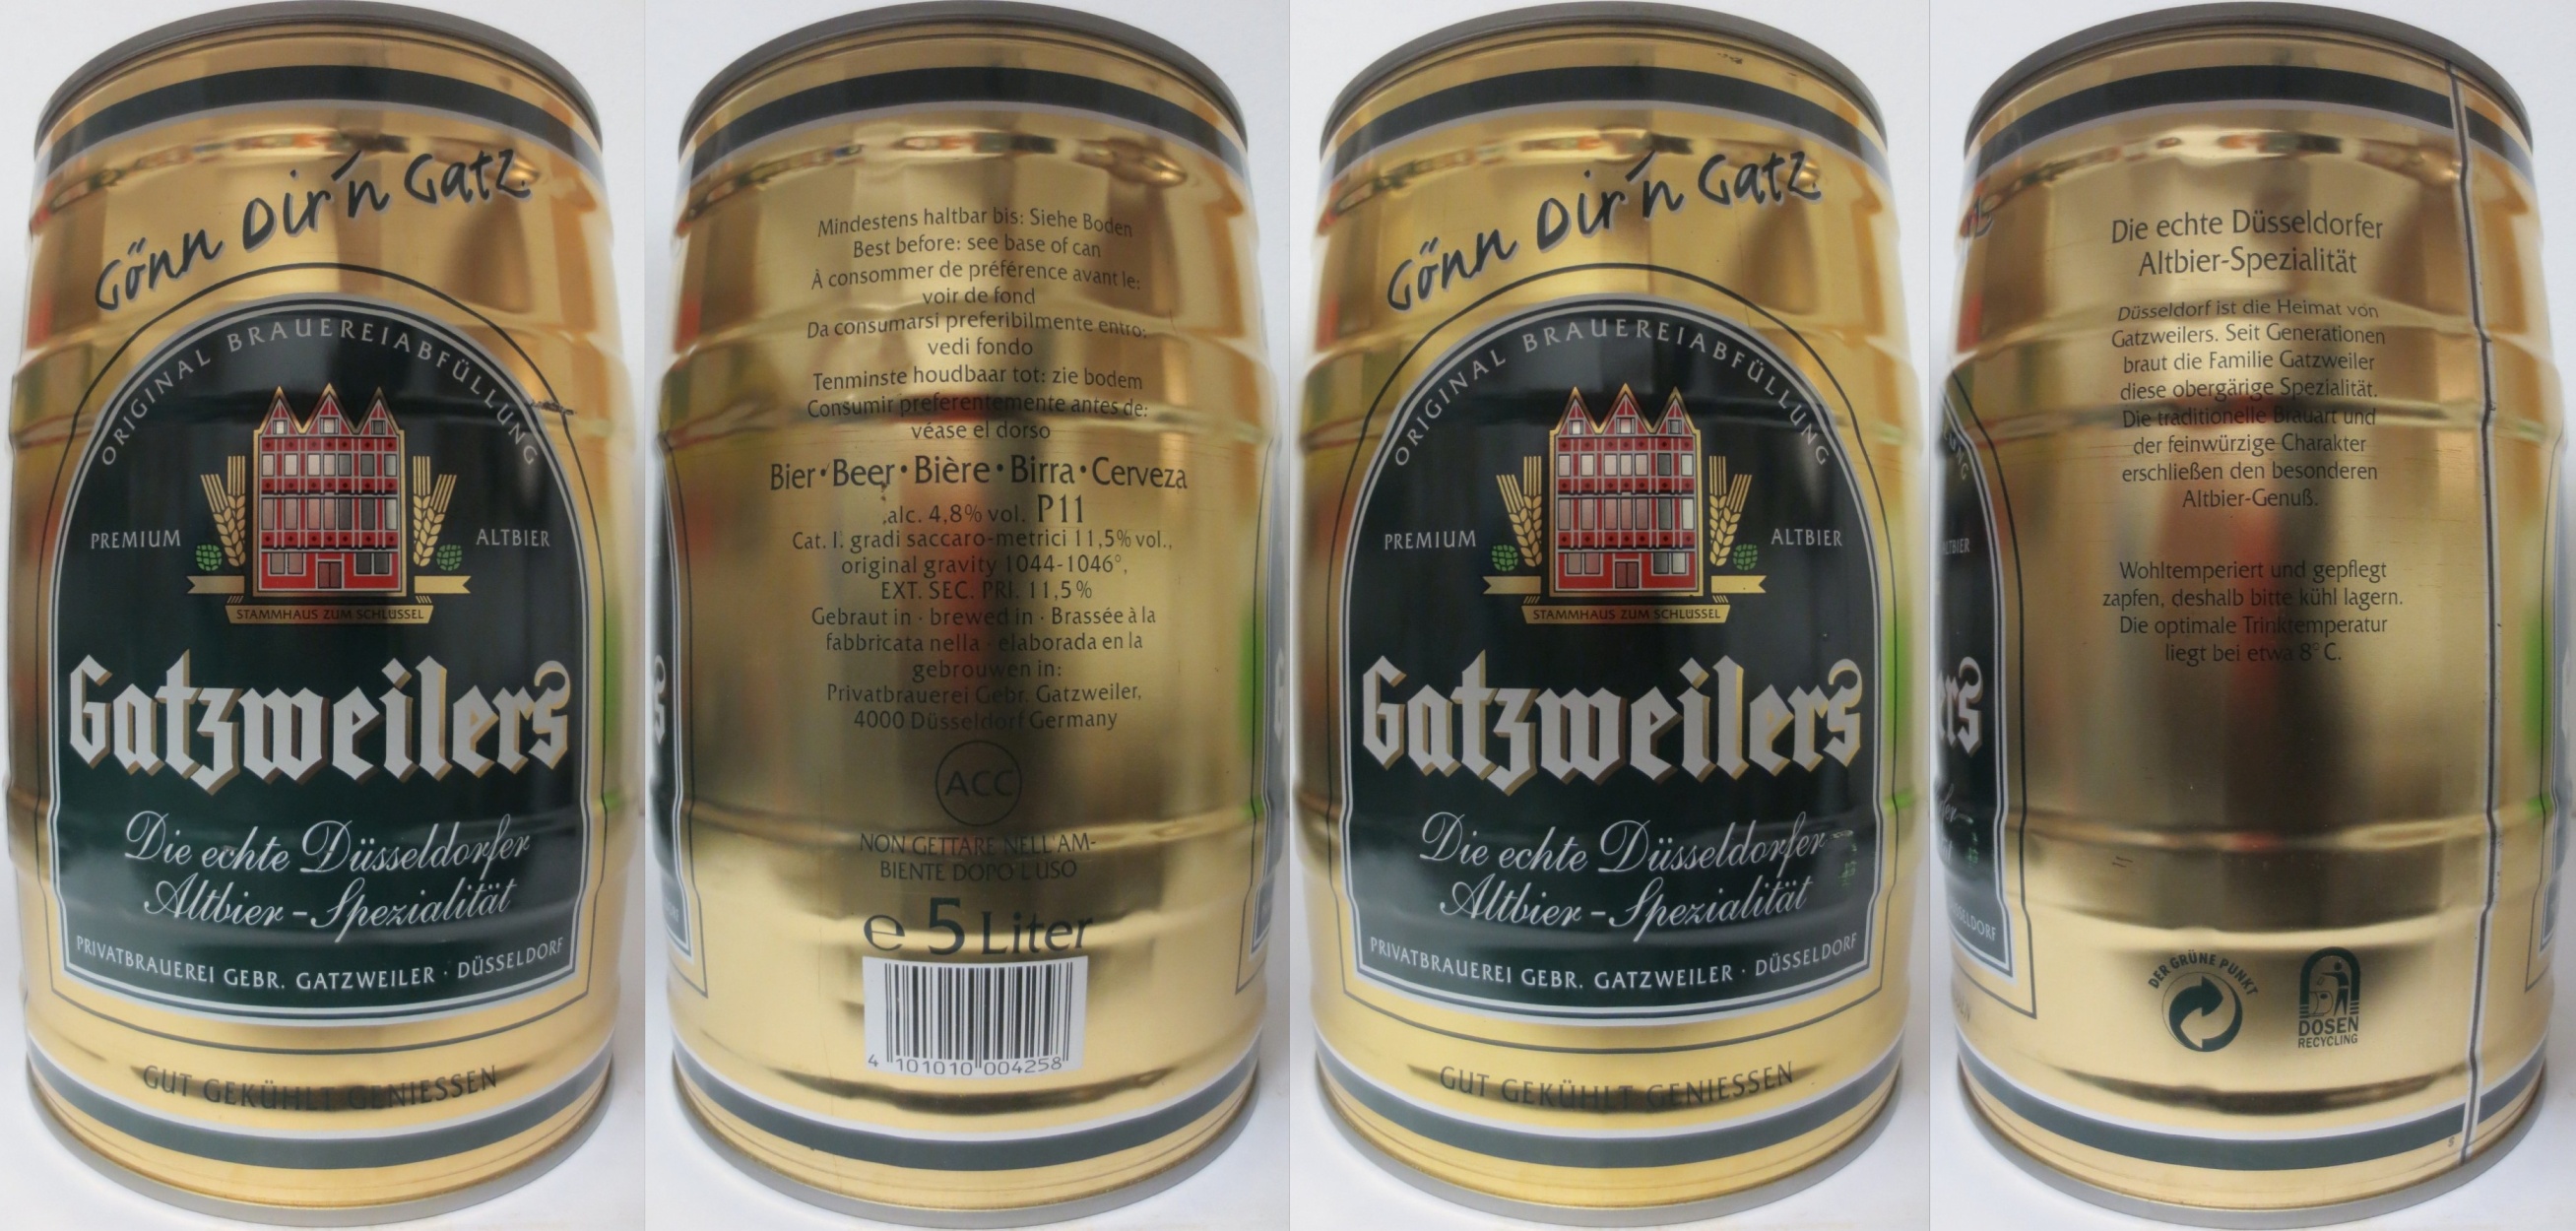 Gönn Dir'n Gatz.
ORIGINAL BRAUEREIABFÜLLUNG
PREMIUM ALTBIER
STAMMHAUS ZUM SCHLÜSSEL
Gatzweilers
Die echte Düsseldorfer
Altbier-Spezialität
PRIVATBRAUEREI GEBR. GATZWEILER · DÜSSELDORF
GUT GEKÜHLT GENIESSEN
Mindestens haltbar bis: Siehe Boden
Best before: see base of can
À consommer de préférence avant le:
voir de fond
Da consumarsi preferibilmente entro:
vedi fondo
Tenminste houdbaar tot: zie bodem
Consumir preferentemente antes de:
véase el dorso
Bier • Beer • Bière • Birra • Cerveza
alc. 4,8% vol. P11
Cat. I. gradi saccaro-metrici 11,5% vol.,
original gravity 1044-1046°,
EXT. SEC. PRI. 11,5%
Gebraut in · brewed in · Brassée à la
fabbricata nella · elaborada en la
gebrouwen in:
Privatbrauerei Gebr. Gatzweiler,
4000 Düsseldorf Germany
ACC
NON GETTARE NELL'AM-
BIENTE DOPO L'USO
e 5 Liter
4 101010 004258
Gönn Dir'n Gatz.
ORIGINAL BRAUEREIABFÜLLUNG
PREMIUM ALTBIER
STAMMHAUS ZUM SCHLÜSSEL
Gatzweilers
Die echte Düsseldorfer
Altbier-Spezialität
PRIVATBRAUEREI GEBR. GATZWEILER · DÜSSELDORF
GUT GEKÜHLT GENIESSEN
Die echte Düsseldorfer
Altbier-Spezialität
Düsseldorf ist die Heimat von
Gatzweilers. Seit Generationen
braut die Familie Gatzweiler
diese obergärige Spezialität.
Die traditionelle Brauart und
der feinwürzige Charakter
erschließen den besonderen
Altbier-Genuß.
Wohltemperiert und gepflegt
zapfen, deshalb bitte kühl lagern.
Die optimale Trinktemperatur
liegt bei etwa 8° C.
DER GRÜNE PUNKT
DOSEN
RECYCLING